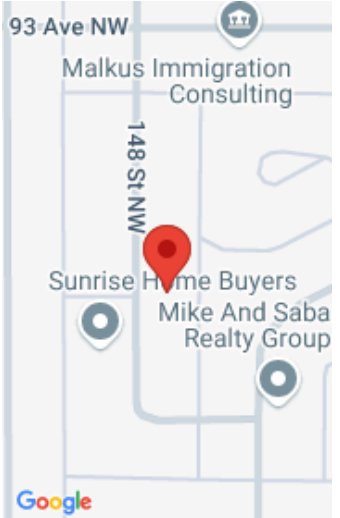 93 Ave NW
Malkus Immigration
Consulting
148 St NW
Sunrise Home Buyers
Mike And Saba
Realty Group
Google